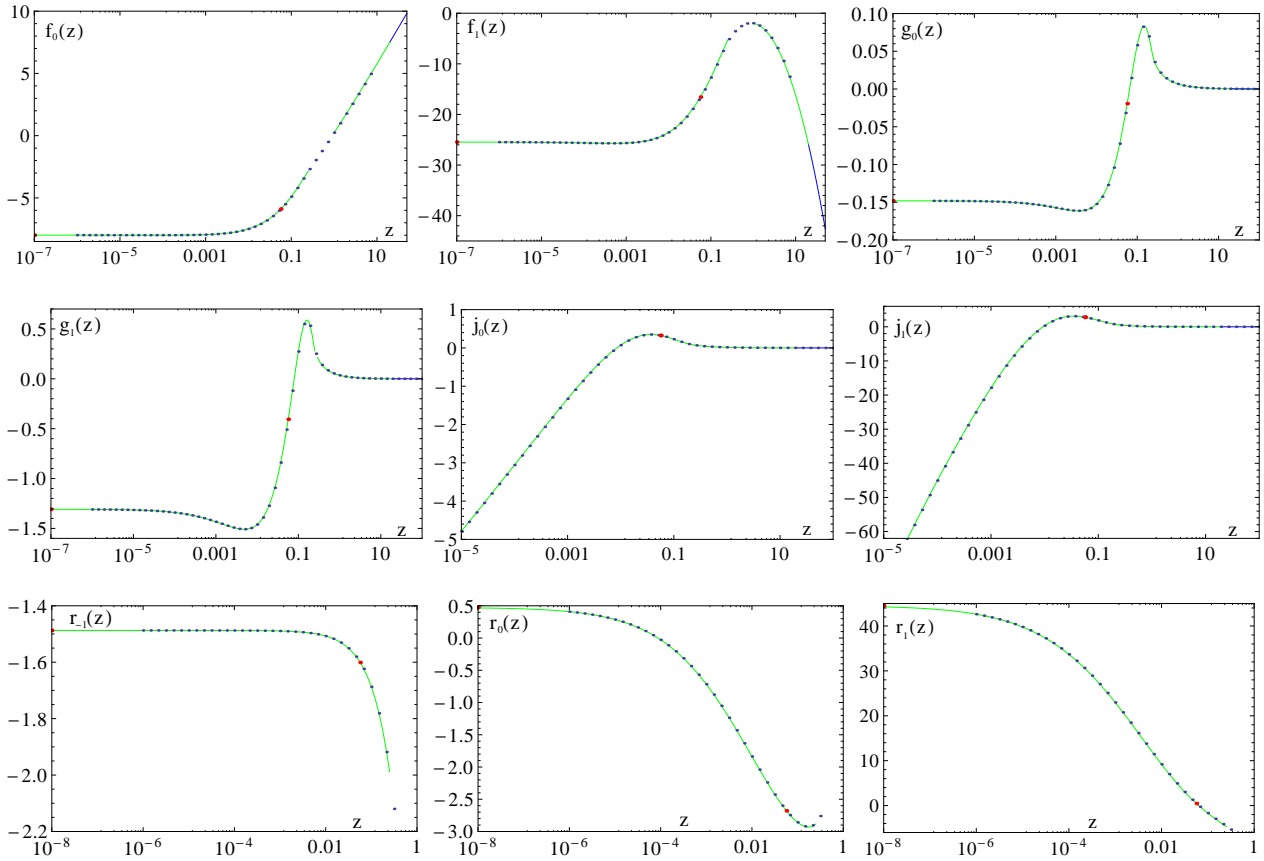 f₀(z)
10
5
0
−5
10⁻⁷ 10⁻⁵ 0.001 0.1 10
z
f₁(z)
0
−10
−20
−30
−40
10⁻⁷ 10⁻⁵ 0.001 0.1 10
z
g₀(z)
0.10
0.05
0.00
−0.05
−0.10
−0.15
−0.20
10⁻⁷ 10⁻⁵ 0.001 0.1 10
z
g₁(z)
0.5
0.0
−0.5
−1.0
−1.5
10⁻⁷ 10⁻⁵ 0.001 0.1 10
z
j₀(z)
1
0
−1
−2
−3
−4
−5
10⁻⁵ 0.001 0.1 10
z
j₁(z)
0
−10
−20
−30
−40
−50
−60
10⁻⁵ 0.001 0.1 10
z
r₋₁(z)
−1.4
−1.6
−1.8
−2.0
−2.2
10⁻⁸ 10⁻⁶ 10⁻⁴ 0.01 1
z
r₀(z)
0.5
0.0
−0.5
−1.0
−1.5
−2.0
−2.5
−3.0
10⁻⁸ 10⁻⁶ 10⁻⁴ 0.01 1
z
r₁(z)
40
30
20
10
0
10⁻⁸ 10⁻⁶ 10⁻⁴ 0.01 1
z